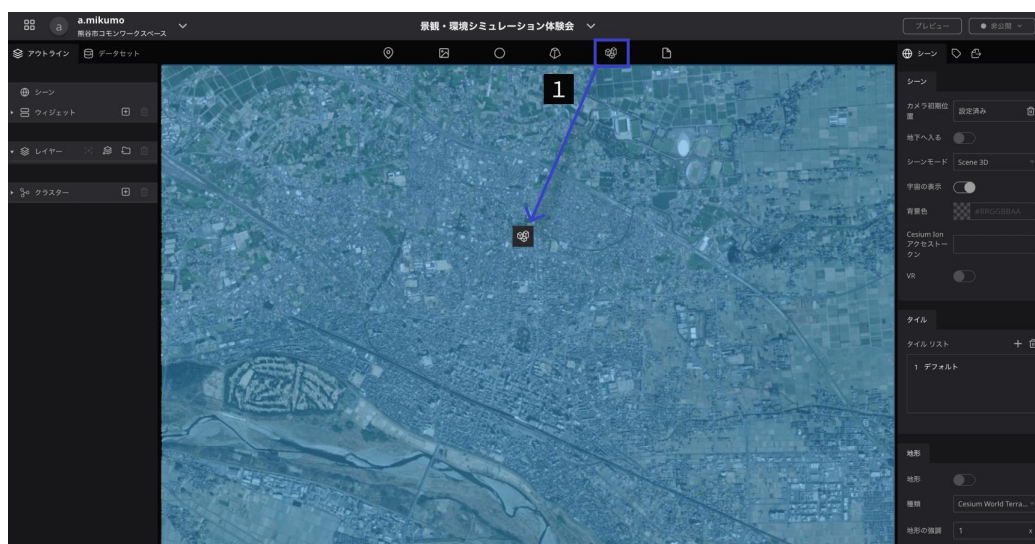 a
a.mikumo
熊谷市コモンワークスペース
景観・環境シミュレーション体験会
プレビュー
非公開
アウトライン
データセット
シーン
シーン
ウィジェット
レイヤー
クラスター
1
シーン
カメラ初期位置
設定済み
地下へ入る
シーンモード
Scene 3D
宇宙の表示
背景色
#RRGGBBAA
Cesium Ion
アクセストー
クン
VR
タイル
タイル リスト
1 デフォルト
地形
地形
種類
Cesium World Terra...
地形の強調
1
x